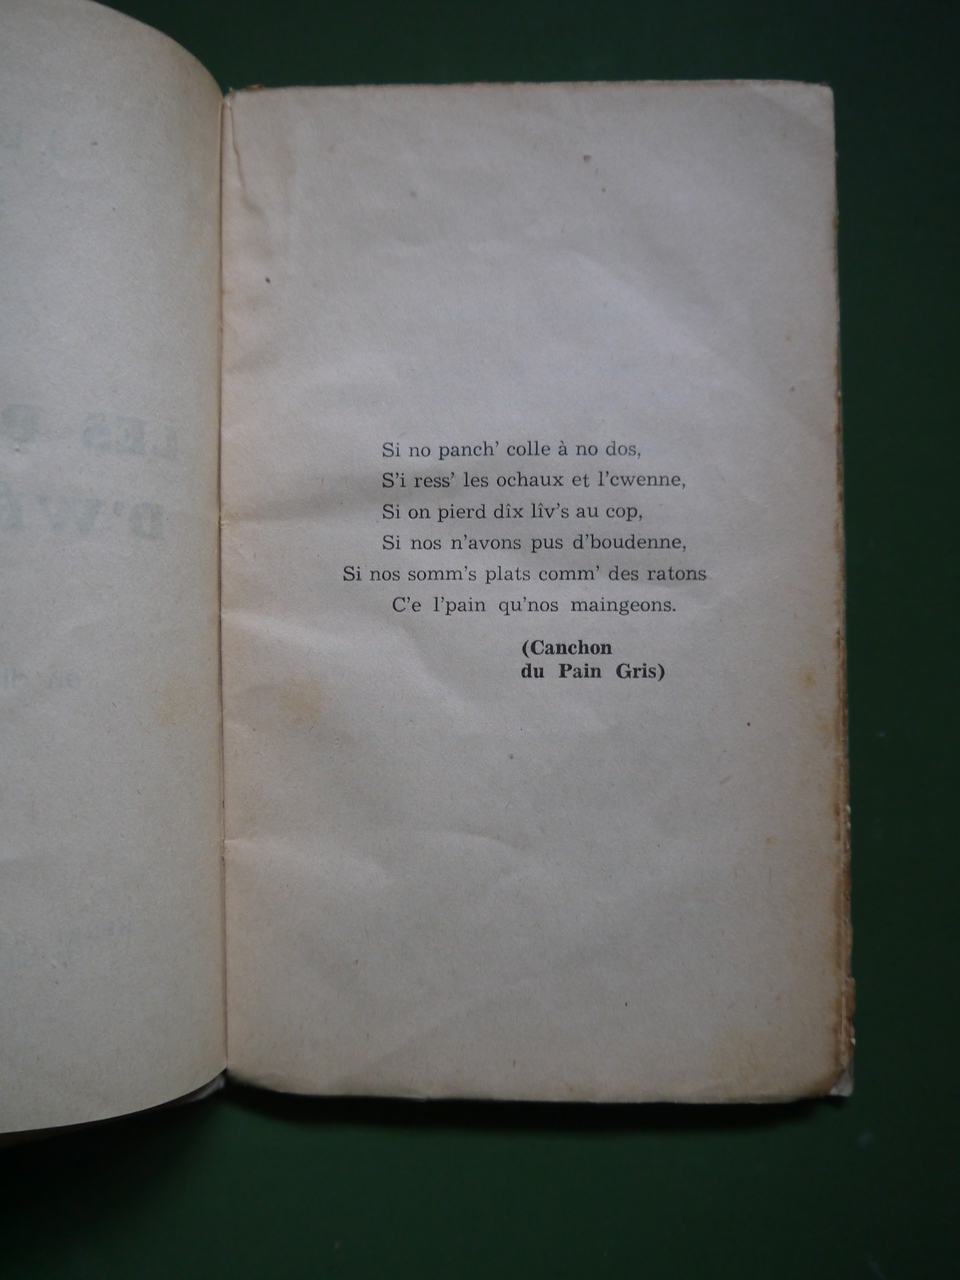 Si no panch' colle à no dos,
S'i ress' les ochaux et l'cwenne,
Si on pierd dîx lîv's au cop,
Si nos n'avons pus d'boudenne,
Si nos somm's plats comm' des ratons
C'e l'pain qu'nos maingeons.
(Canchon
du Pain Gris)